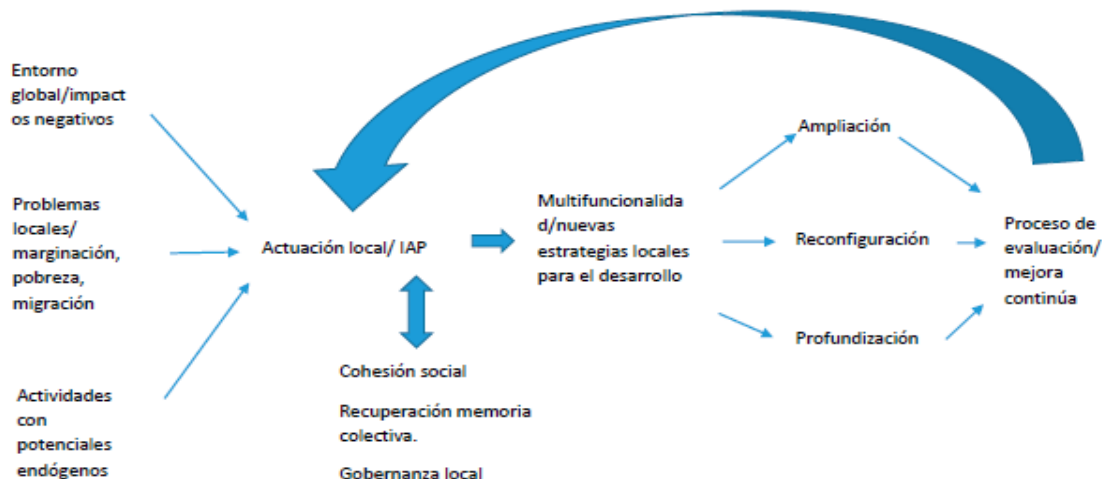 Entorno
global/impact
os negativos
Problemas
locales/
marginación,
pobreza,
migración
Actividades
con
potenciales
endógenos
Actuación local/ IAP
Cohesión social
Recuperación memoria
colectiva.
Gobernanza local
Multifuncionalida
d/nuevas
estrategias locales
para el desarrollo
Ampliación
Reconfiguración
Profundización
Proceso de
evaluación/
mejora
continúa